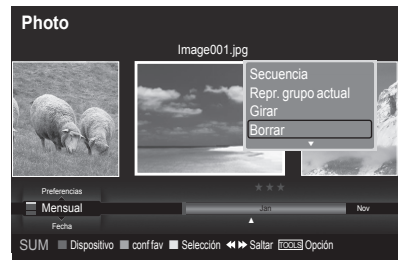 Photo
Image001.jpg
Secuencia
Repr. grupo actual
Girar
Borrar
Preferencias
Mensual
Fecha
Jan
Nov
SUM Dispositivo conf fav Selección Saltar TOOLS Opción